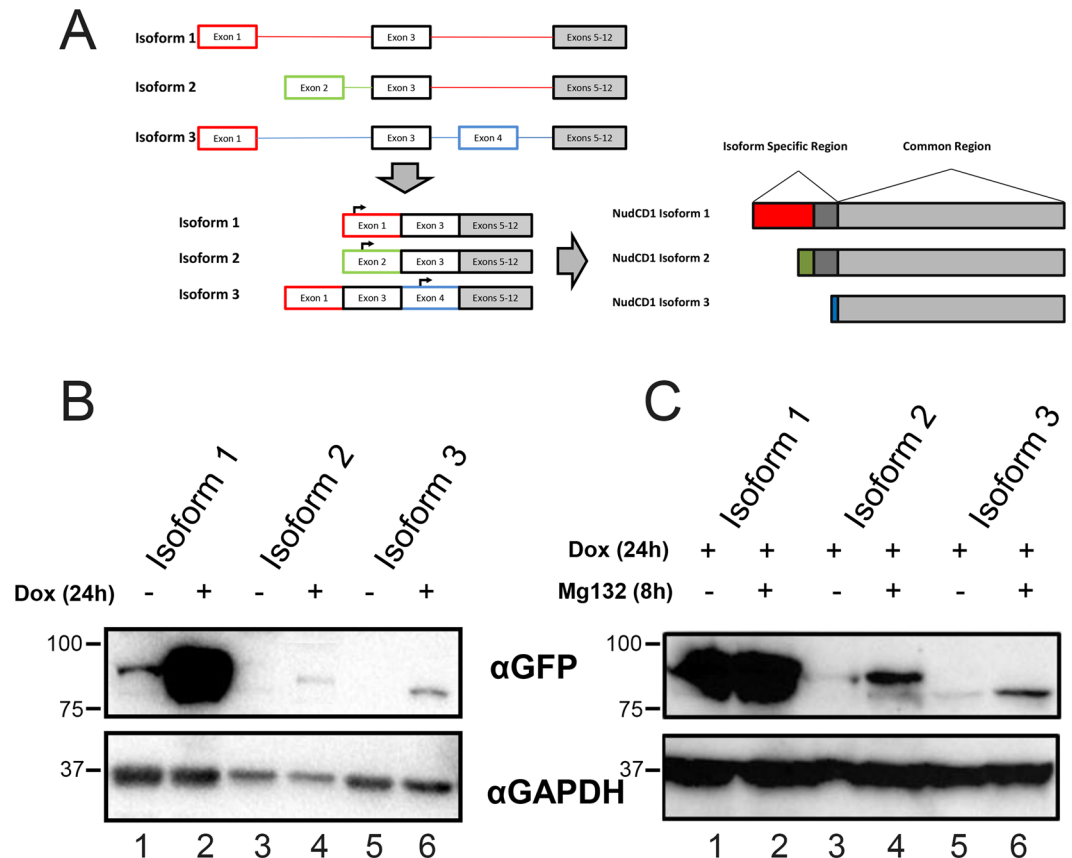 A
Isoform 1 Exon 1 Exon 3 Exons 5-12
Isoform 2 Exon 2 Exon 3 Exons 5-12
Isoform 3 Exon 1 Exon 3 Exon 4 Exons 5-12
Isoform 1 Exon 1 Exon 3 Exons 5-12
Isoform 2 Exon 2 Exon 3 Exons 5-12
Isoform 3 Exon 1 Exon 3 Exon 4 Exons 5-12
Isoform Specific Region Common Region
NudCD1 Isoform 1
NudCD1 Isoform 2
NudCD1 Isoform 3
B
Isoform 1 Isoform 2 Isoform 3
Dox (24h) - + - + - +
100
75
37
1 2 3 4 5 6
αGFP
αGAPDH
C
Isoform 1 Isoform 2 Isoform 3
Dox (24h) + + + + + +
Mg132 (8h) - + - + - +
100
75
37
1 2 3 4 5 6